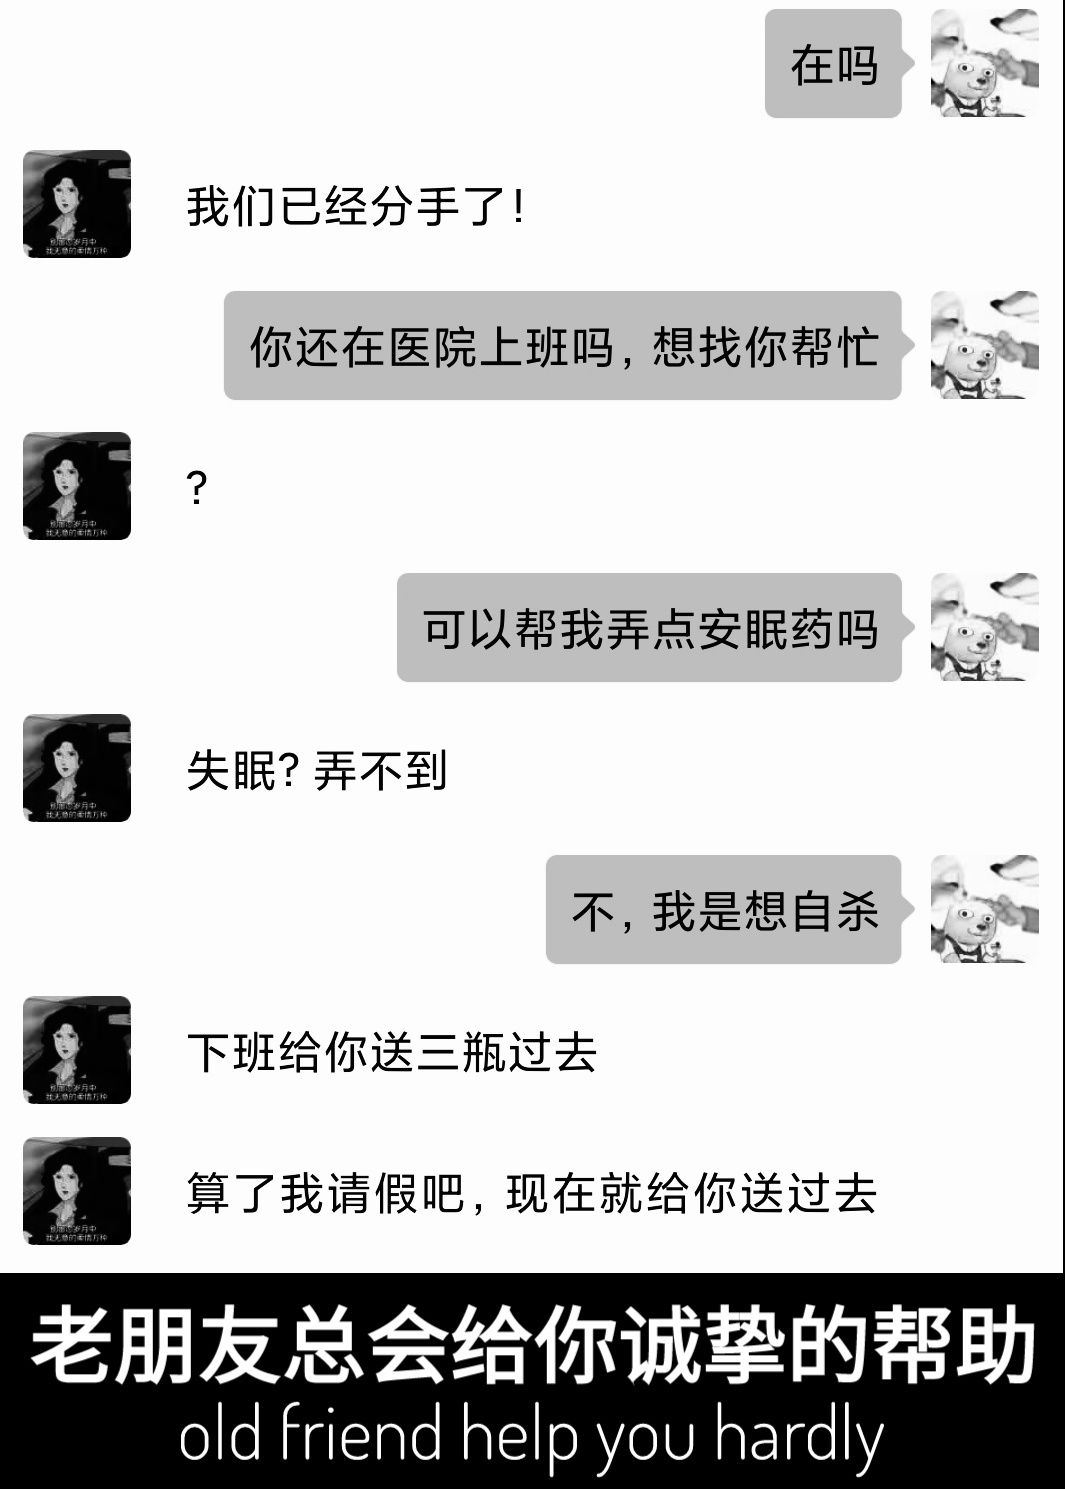 在吗
我们已经分手了！
你还在医院上班吗，想找你帮忙
？
可以帮我弄点安眠药吗
失眠？弄不到
不，我是想自杀
下班给你送三瓶过去
算了我请假吧，现在就给你送过去
老朋友总会给你诚挚的帮助
old friend help you hardly